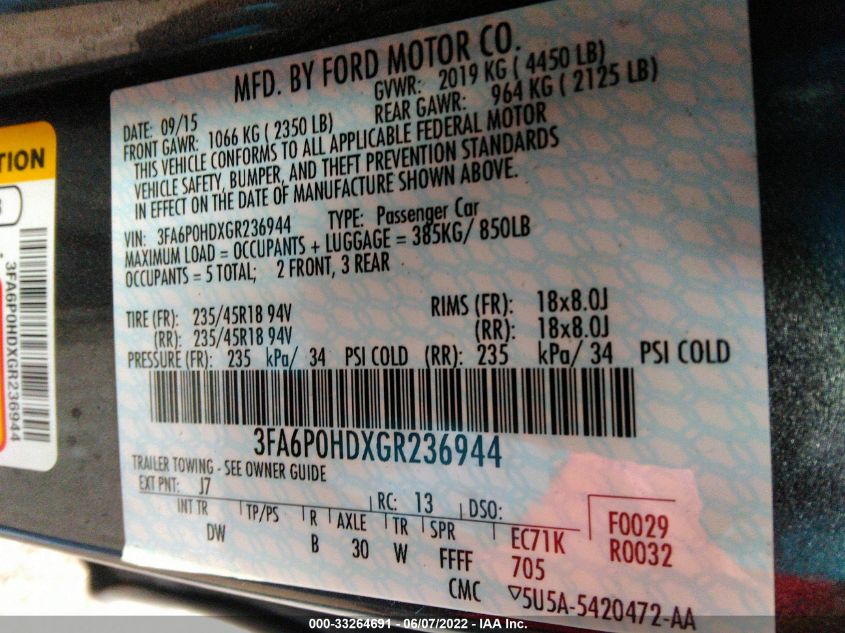 MFD. BY FORD MOTOR CO.
DATE: 09/15 GVWR: 2019 KG ( 4450 LB)
FRONT GAWR: 1066 KG ( 2350 LB) REAR GAWR: 964 KG ( 2125 LB)
THIS VEHICLE CONFORMS TO ALL APPLICABLE FEDERAL MOTOR
VEHICLE SAFETY, BUMPER, AND THEFT PREVENTION STANDARDS
IN EFFECT ON THE DATE OF MANUFACTURE SHOWN ABOVE.
VIN: 3FA6P0HDXGR236944 TYPE: Passenger Car
MAXIMUM LOAD = OCCUPANTS + LUGGAGE = 385KG/ 850LB
OCCUPANTS = 5 TOTAL; 2 FRONT, 3 REAR
TIRE (FR): 235/45R18 94V RIMS (FR): 18x8.0J
(RR): 235/45R18 94V (RR): 18x8.0J
PRESSURE (FR): 235 kPa/ 34 PSI COLD (RR): 235 kPa/ 34 PSI COLD
3FA6P0HDXGR236944
TRAILER TOWING - SEE OWNER GUIDE
EXT PNT: J7 RC: 13 DSO:
INT TR TP/PS R AXLE TR SPR EC71K F0029
DW B 30 W FFFF 705 R0032
CMC ▽5U5A-5420472-AA
TION
3FA6P0HDXGR236944
000-33264691 - 06/07/2022 - IAA Inc.